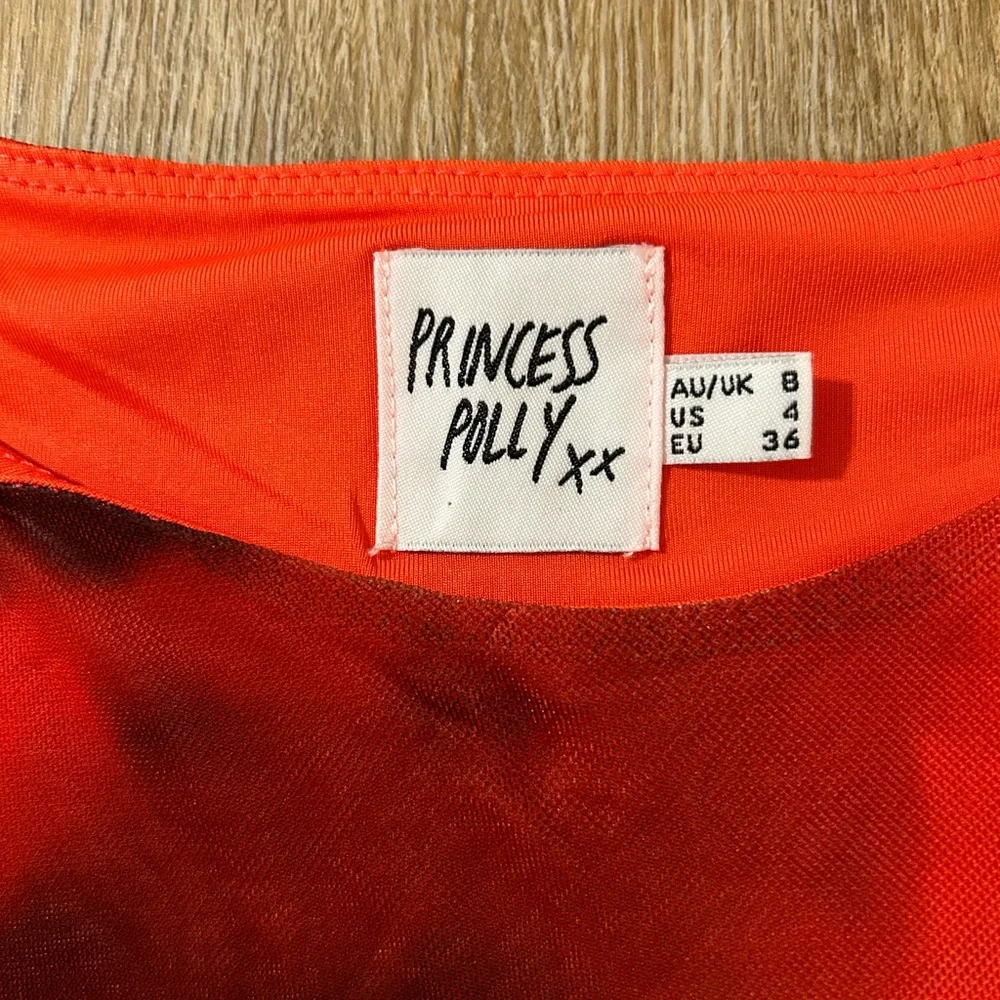 PRINCESS
POLLY xx
AU/UK 8
US 4
EU 36